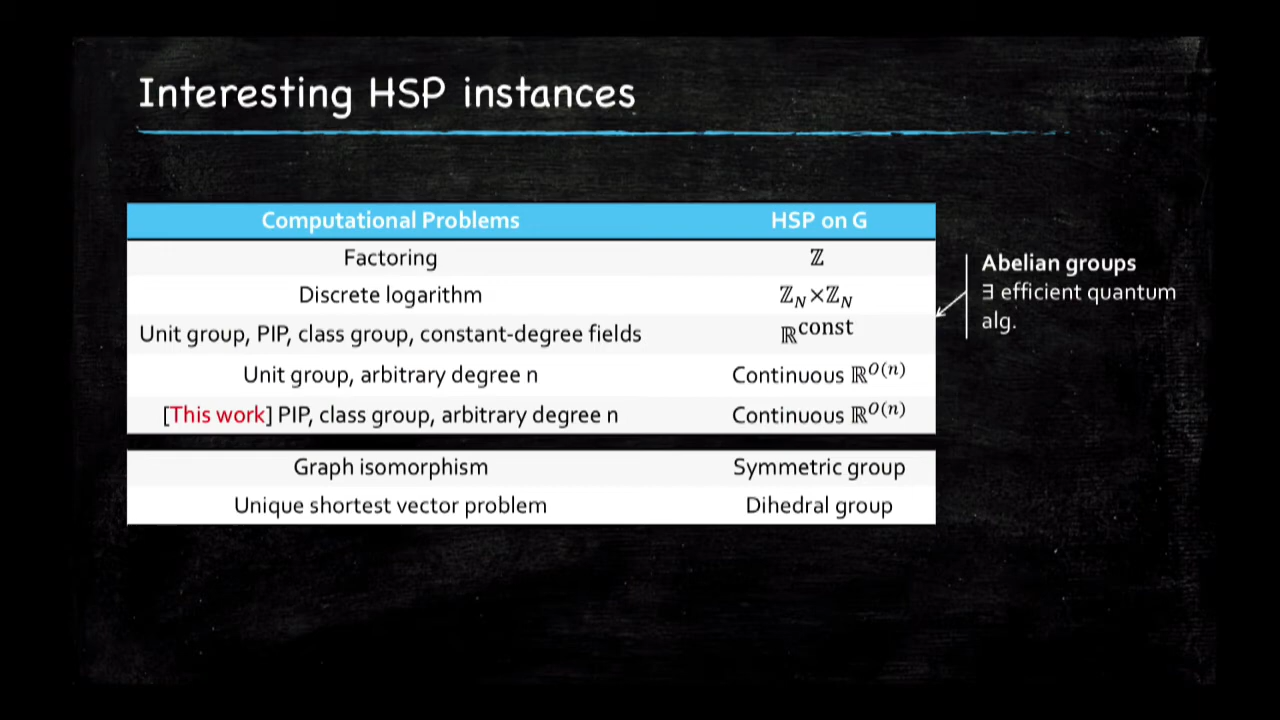 Interesting HSP instances
Computational Problems HSP on G
Factoring ℤ
Discrete logarithm ℤ_N×ℤ_N
Unit group, PIP, class group, constant-degree fields ℝ^const
Unit group, arbitrary degree n Continuous ℝ^O(n)
[This work] PIP, class group, arbitrary degree n Continuous ℝ^O(n)
Graph isomorphism Symmetric group
Unique shortest vector problem Dihedral group
Abelian groups
∃ efficient quantum
alg.